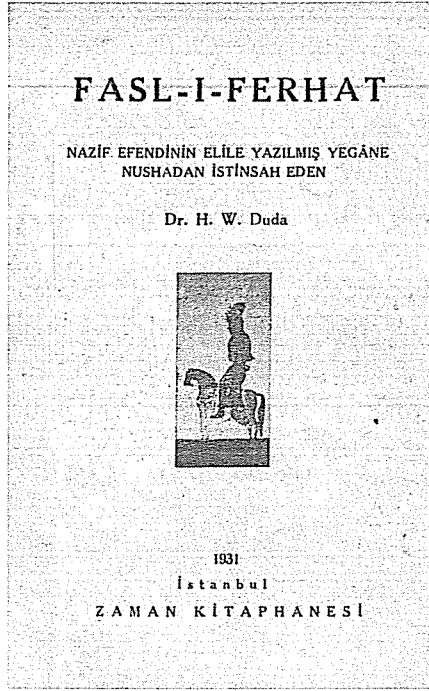 FASL-I-FERHAT
NAZİF EFENDİNİN ELİLE YAZILMIŞ YEGÂNE
NUSHADAN İSTİNSAH EDEN
Dr. H. W. Duda
1931
İstanbul
ZAMAN KİTAPHANESİ